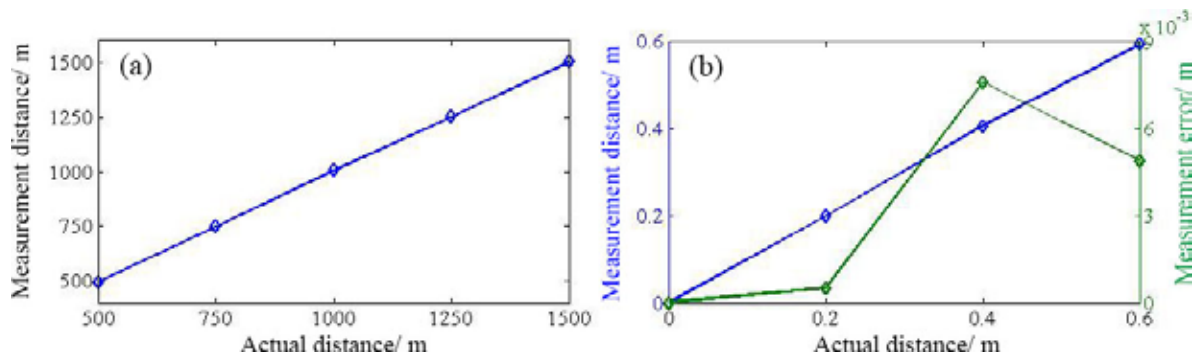 (a)
Measurement distance/ m
1500
1250
1000
750
500
500 750 1000 1250 1500
Actual distance/ m
(b)
Measurement distance/ m
0.6
0.4
0.2
0
0 0.2 0.4 0.6
Actual distance/ m
x 10-3
9
6
3
0
Measurement error/ m